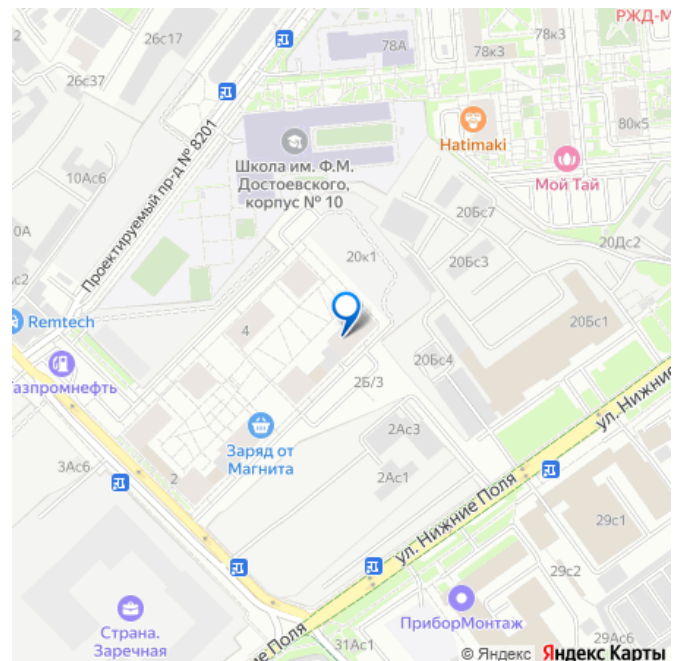 РЖД-М
26с17
78А
78к3
78к3
26с37
80к5
Hatimaki
Проектируемый пр-д № 8201
Школа им. Ф.М.
Достоевского,
корпус № 10
Мой Тай
10Ас6
20Бс7
0А
20к1
20Дс2
20Бс3
с2
Remtech
4
20Бс1
20Бс4
азпромнефть
2Б/3
ул. Нижние
Заряд от
Магнита
2Ас3
3Ас6
2
2Ас1
ул. Нижние Поля
29с1
29с2
Страна.
Заречная
ПриборМонтаж
31Ас1
29Ас6
ие Поля
© Яндекс Яндекс Карты